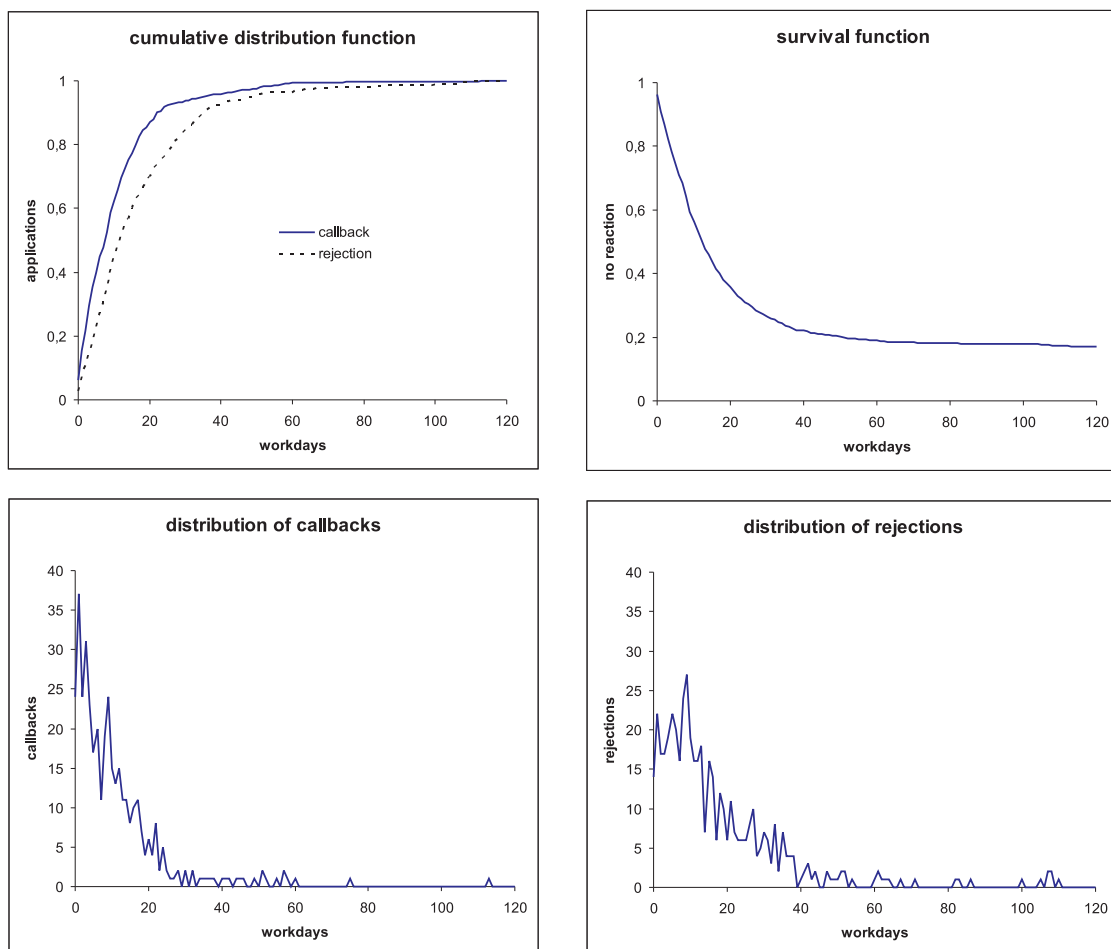 cumulative distribution function
1
0,8
0,6
0,4
0,2
0
applications
callback
rejection
0 20 40 60 80 100 120
workdays
survival function
1
0,8
0,6
0,4
0,2
0
no reaction
0 20 40 60 80 100 120
workdays
distribution of callbacks
40
35
30
25
20
15
10
5
0
callbacks
0 20 40 60 80 100 120
workdays
distribution of rejections
40
35
30
25
20
15
10
5
0
rejections
0 20 40 60 80 100 120
workdays